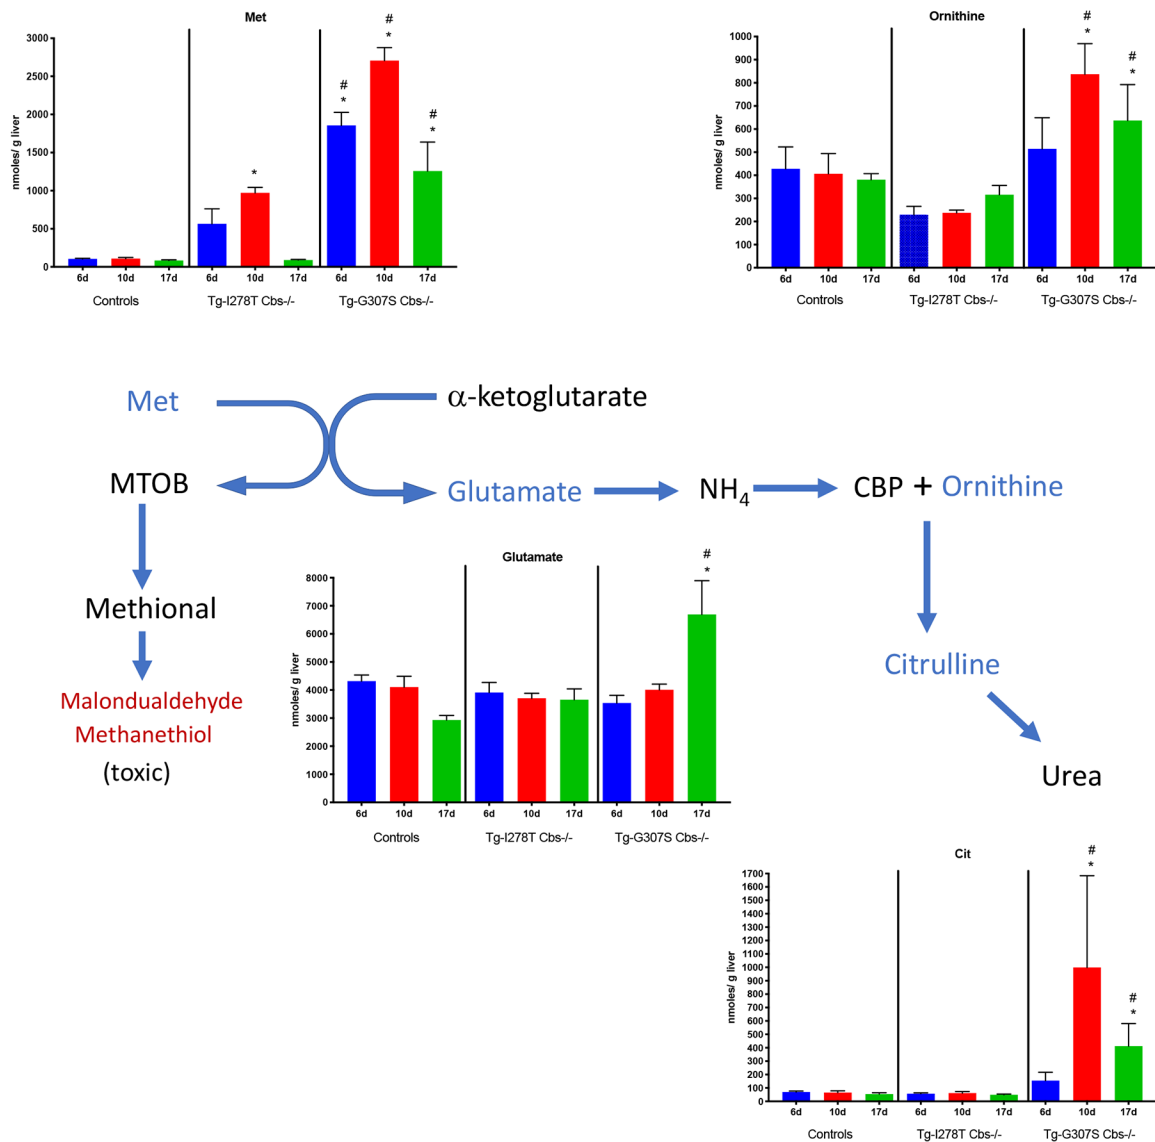 Met
nmoles/ g liver
3000
2500
2000
1500
1000
500
0
*
#
*
#
*
#
*
6d 10d 17d 6d 10d 17d 6d 10d 17d
Controls Tg-I278T Cbs-/- Tg-G307S Cbs-/-
Ornithine
nmoles/ g liver
1000
900
800
700
600
500
400
300
200
100
0
#
*
#
*
6d 10d 17d 6d 10d 17d 6d 10d 17d
Controls Tg-I278T Cbs-/- Tg-G307S Cbs-/-
Met
α-ketoglutarate
MTOB
Glutamate
NH4
CBP + Ornithine
Methional
Malondualdehyde
Methanethiol
(toxic)
Citrulline
Urea
Glutamate
nmoles/ g liver
8000
7000
6000
5000
4000
3000
2000
1000
0
#
*
6d 10d 17d 6d 10d 17d 6d 10d 17d
Controls Tg-I278T Cbs-/- Tg-G307S Cbs-/-
Cit
nmoles/ g liver
1700
1600
1500
1400
1300
1200
1100
1000
900
800
700
600
500
400
300
200
100
0
#
*
#
*
6d 10d 17d 6d 10d 17d 6d 10d 17d
Controls Tg-I278T Cbs-/- Tg-G307S Cbs-/-